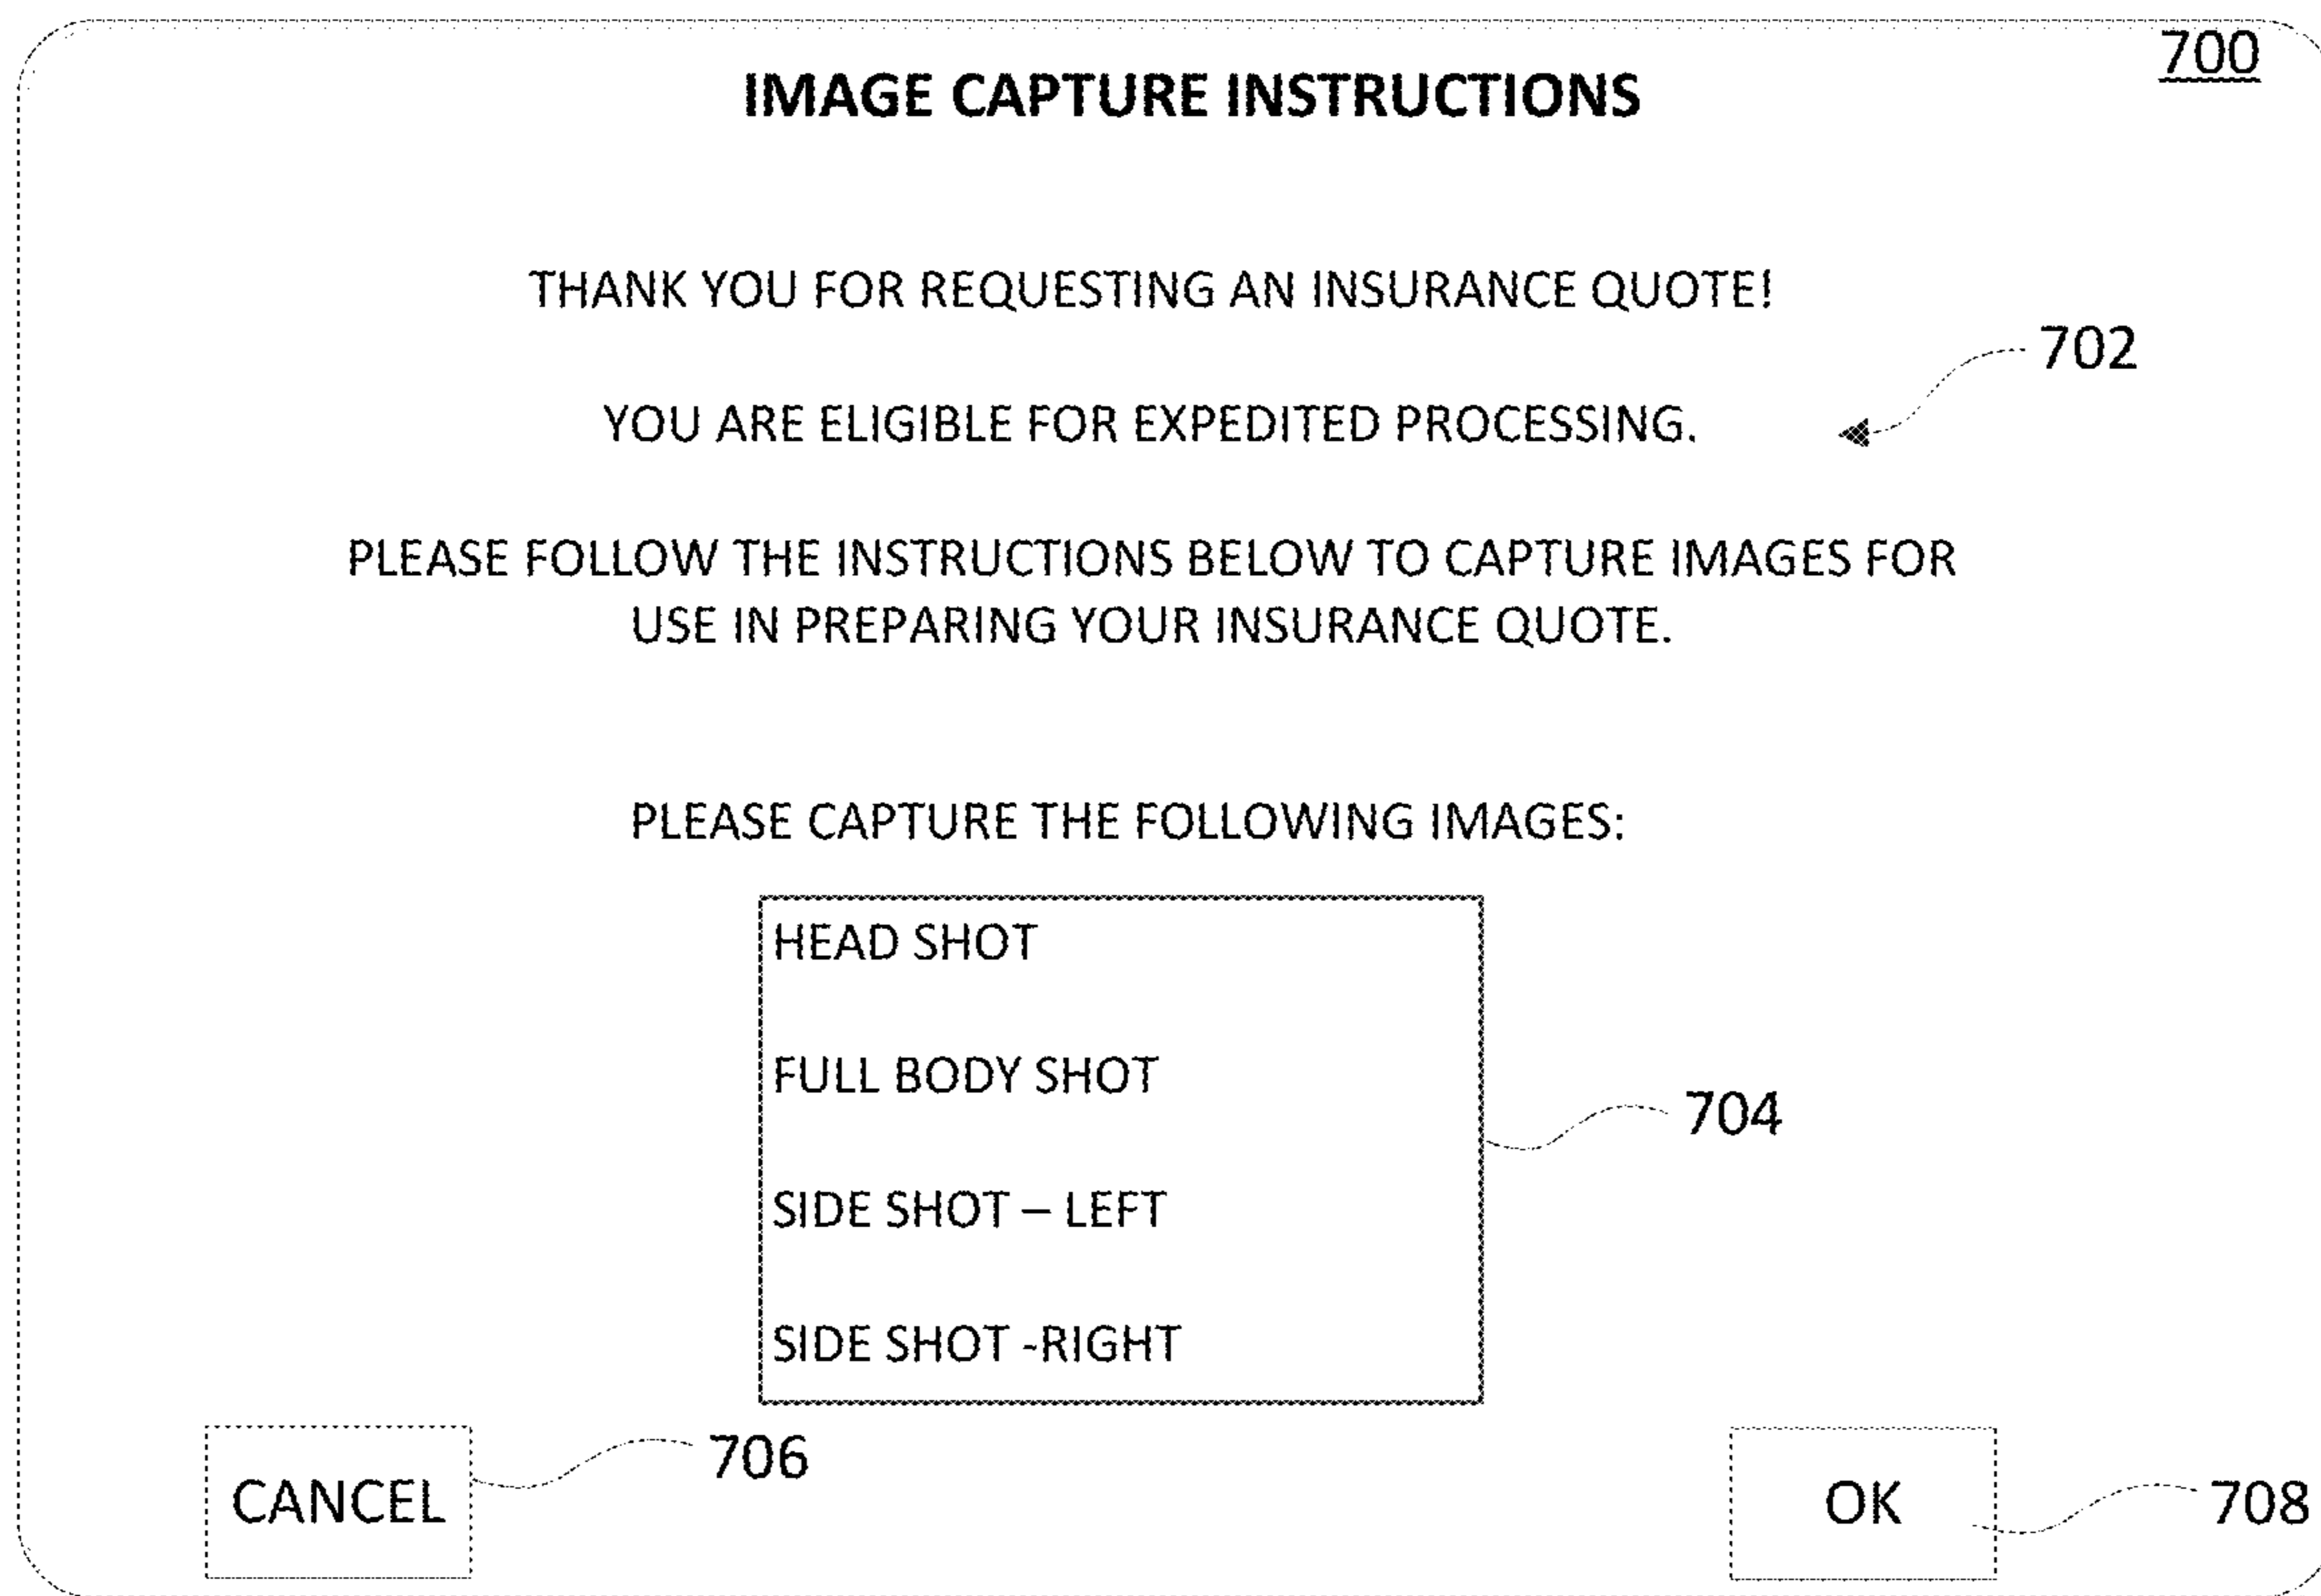 700
IMAGE CAPTURE INSTRUCTIONS
THANK YOU FOR REQUESTING AN INSURANCE QUOTE!
702
YOU ARE ELIGIBLE FOR EXPEDITED PROCESSING.
PLEASE FOLLOW THE INSTRUCTIONS BELOW TO CAPTURE IMAGES FOR
USE IN PREPARING YOUR INSURANCE QUOTE.
PLEASE CAPTURE THE FOLLOWING IMAGES:
HEAD SHOT
FULL BODY SHOT
704
SIDE SHOT – LEFT
SIDE SHOT -RIGHT
CANCEL
706
OK
708